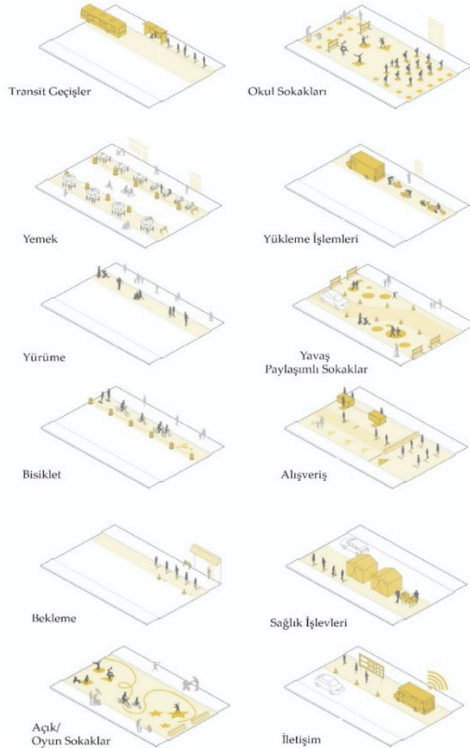 Transit Geçişler
Okul Sokakları
Yemek
Yükleme İşlemleri
Yürüme
Yavaş
Paylaşımlı Sokaklar
Bisiklet
Alışveriş
Bekleme
Sağlık İşlevleri
Açık/
Oyun Sokaklar
İletişim